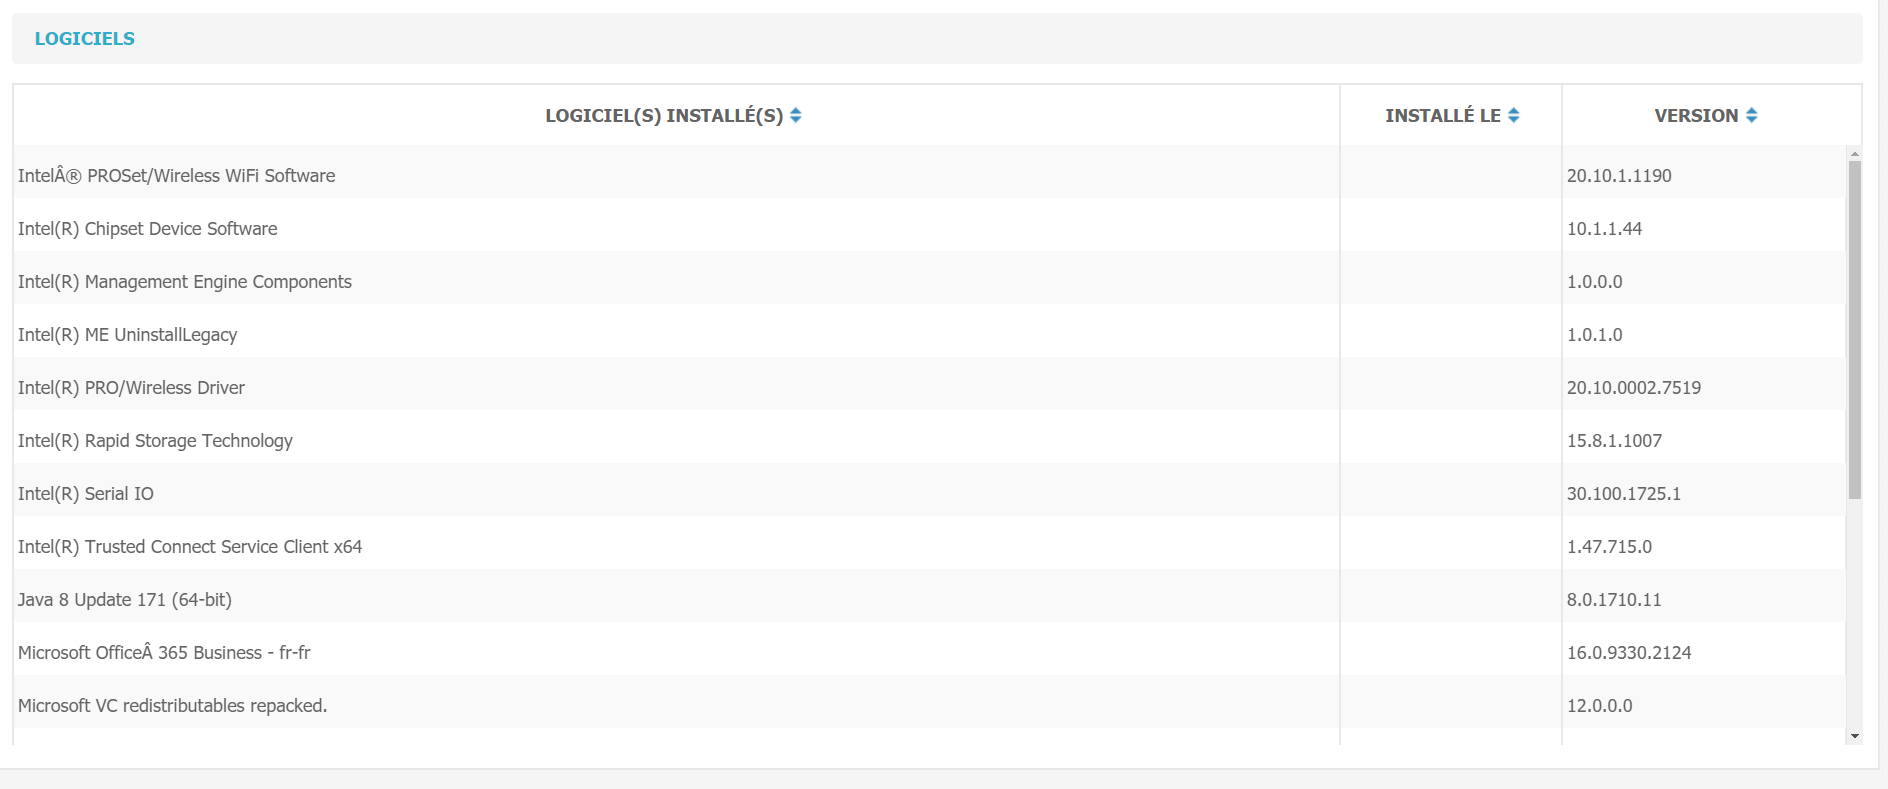 LOGICIELS
LOGICIEL(S) INSTALLÉ(S) INSTALLÉ LE VERSION
IntelÂ® PROSet/Wireless WiFi Software 20.10.1.1190
Intel(R) Chipset Device Software 10.1.1.44
Intel(R) Management Engine Components 1.0.0.0
Intel(R) ME UninstallLegacy 1.0.1.0
Intel(R) PRO/Wireless Driver 20.10.0002.7519
Intel(R) Rapid Storage Technology 15.8.1.1007
Intel(R) Serial IO 30.100.1725.1
Intel(R) Trusted Connect Service Client x64 1.47.715.0
Java 8 Update 171 (64-bit) 8.0.1710.11
Microsoft OfficeÂ 365 Business - fr-fr 16.0.9330.2124
Microsoft VC redistributables repacked. 12.0.0.0